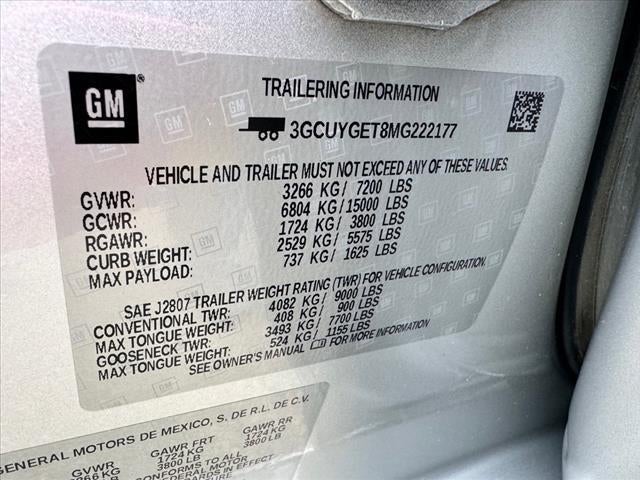 GM
TRAILERING INFORMATION
3GCUYGET8MG222177
VEHICLE AND TRAILER MUST NOT EXCEED ANY OF THESE VALUES.
GVWR: 3266 KG/ 7200 LBS
GCWR: 6804 KG/15000 LBS
RGAWR: 1724 KG/ 3800 LBS
CURB WEIGHT: 2529 KG/ 5575 LBS
MAX PAYLOAD: 737 KG/ 1625 LBS
SAE J2807 TRAILER WEIGHT RATING (TWR) FOR VEHICLE CONFIGURATION.
CONVENTIONAL TWR: 4082 KG/ 9000 LBS
MAX TONGUE WEIGHT: 408 KG/ 900 LBS
GOOSENECK TWR: 3493 KG/ 7700 LBS
MAX TONGUE WEIGHT: 524 KG/ 1155 LBS
SEE OWNER'S MANUAL FOR MORE INFORMATION
GENERAL MOTORS DE MEXICO, S. DE R.L. DE C.V.
GVWR GAWR FRT GAWR RR
1724 KG 1724 KG
3800 LB 3800 LB
CONFORMS TO ALL